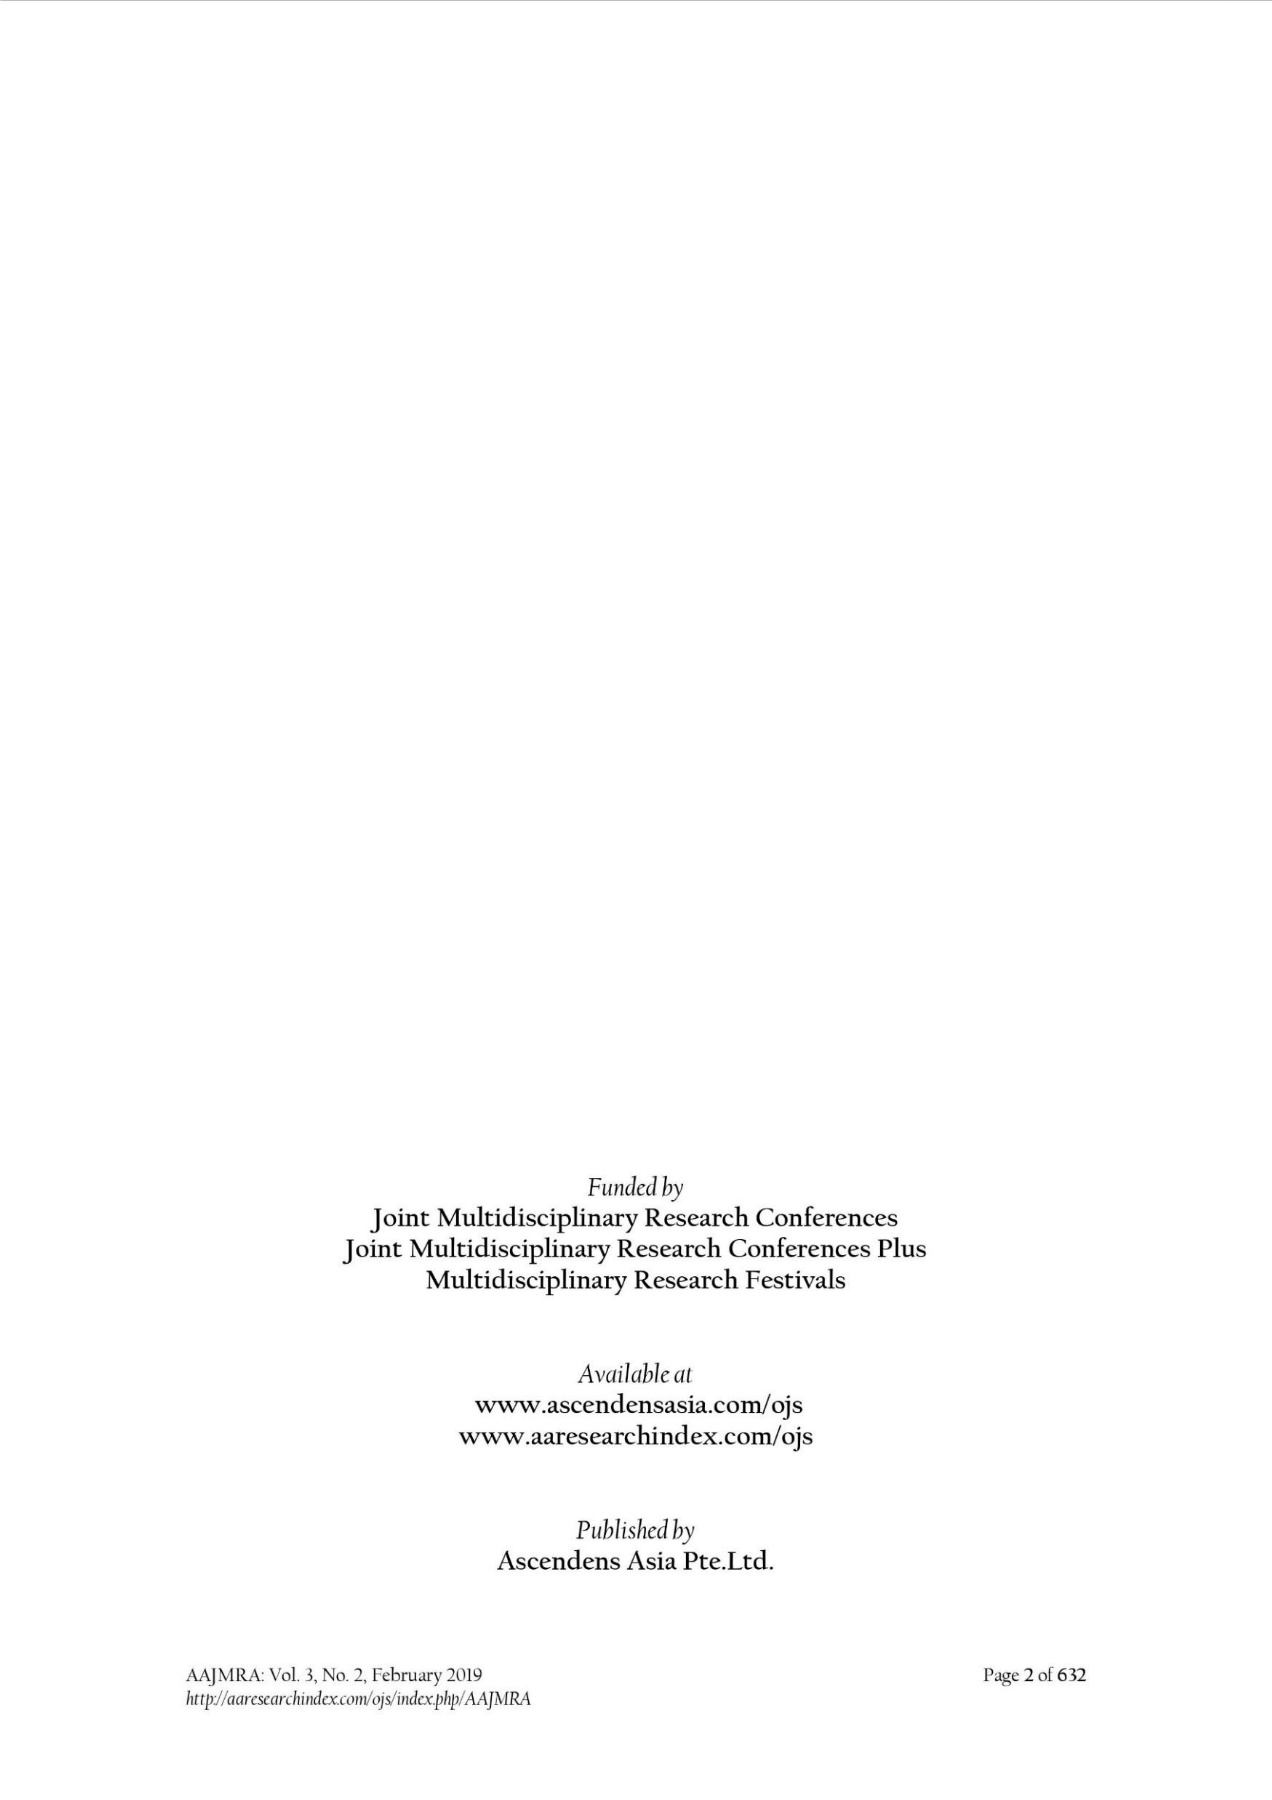 Funded by
Joint Multidisciplinary Research Conferences
Joint Multidisciplinary Research Conferences Plus
Multidisciplinary Research Festivals
Available at
www.ascendensasia.com/ojs
www.aaresearchindex.com/ojs
Published by
Ascendens Asia Pte.Ltd.
AAJMRA: Vol. 3, No. 2, February 2019
Page 2 of 632
http://aaresearchindex.com/ojs/index.php/AAJMRA